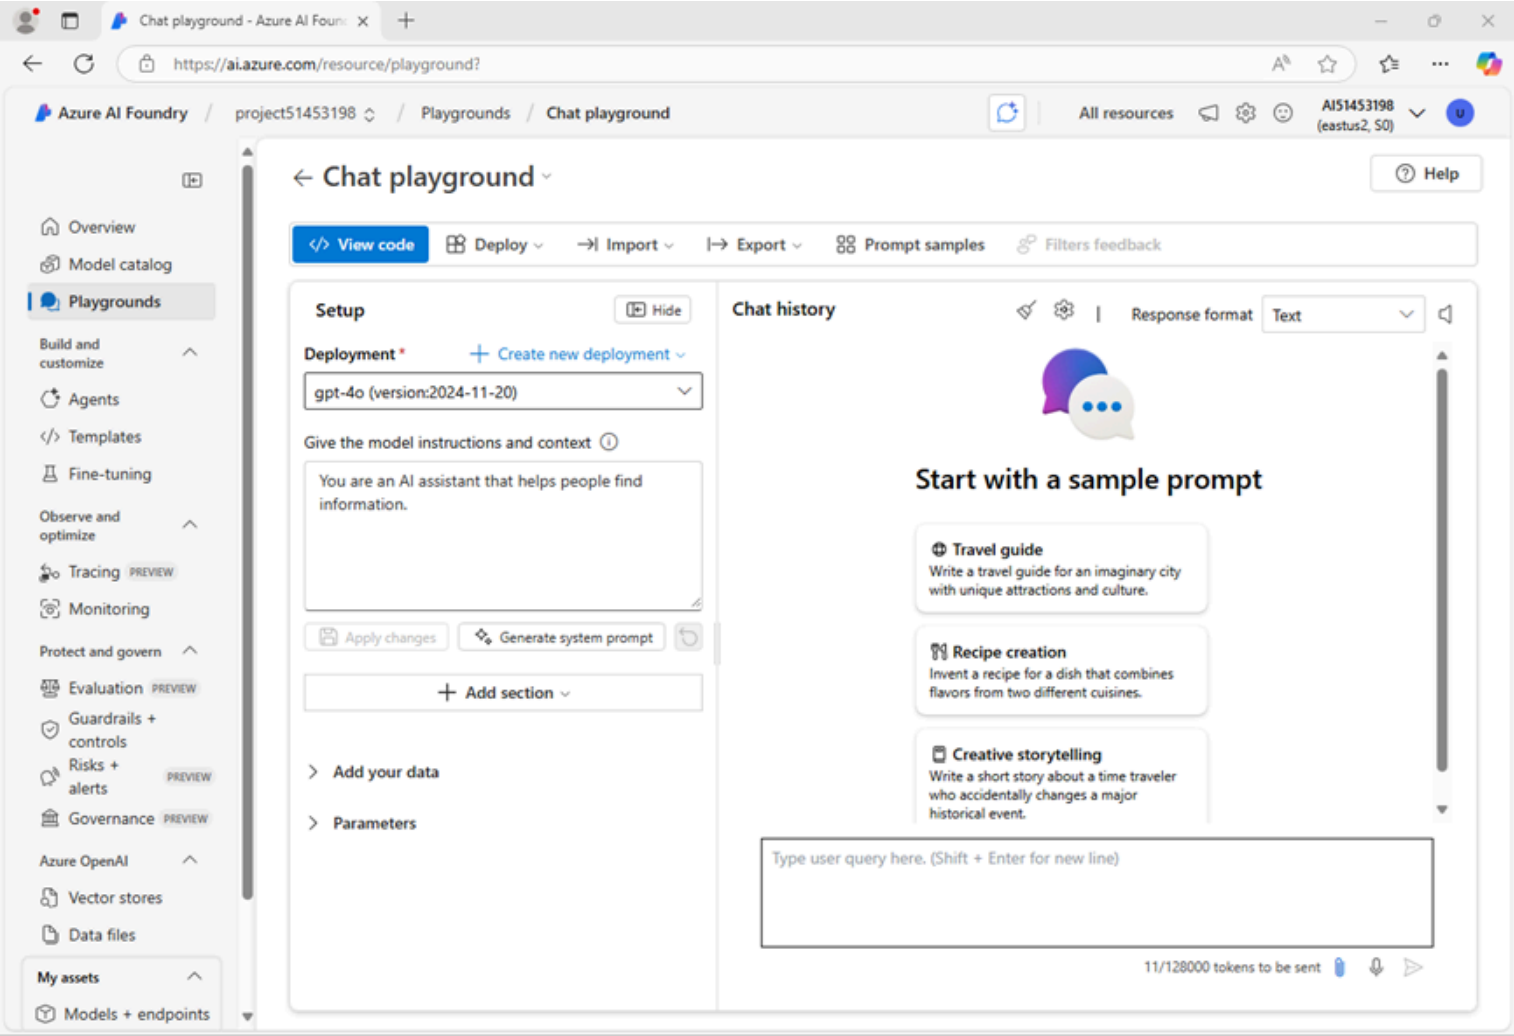 Chat playground - Azure AI Foun
https://ai.azure.com/resource/playground?
Azure AI Foundry / project51453198 / Playgrounds / Chat playground
All resources
AI51453198
(eastus2, S0)
U
Overview
Model catalog
Playgrounds
Build and
customize
Agents
Templates
Fine-tuning
Observe and
optimize
Tracing PREVIEW
Monitoring
Protect and govern
Evaluation PREVIEW
Guardrails +
controls
Risks +
alerts
PREVIEW
Governance PREVIEW
Azure OpenAI
Vector stores
Data files
My assets
Models + endpoints
Chat playground
Help
View code
Deploy
Import
Export
Prompt samples
Filters feedback
Setup
Hide
Deployment*
Create new deployment
gpt-4o (version:2024-11-20)
Give the model instructions and context
You are an AI assistant that helps people find
information.
Apply changes
Generate system prompt
Add section
Add your data
Parameters
Chat history
Response format
Text
Start with a sample prompt
Travel guide
Write a travel guide for an imaginary city
with unique attractions and culture.
Recipe creation
Invent a recipe for a dish that combines
flavors from two different cuisines.
Creative storytelling
Write a short story about a time traveler
who accidentally changes a major
historical event.
Type user query here. (Shift + Enter for new line)
11/128000 tokens to be sent